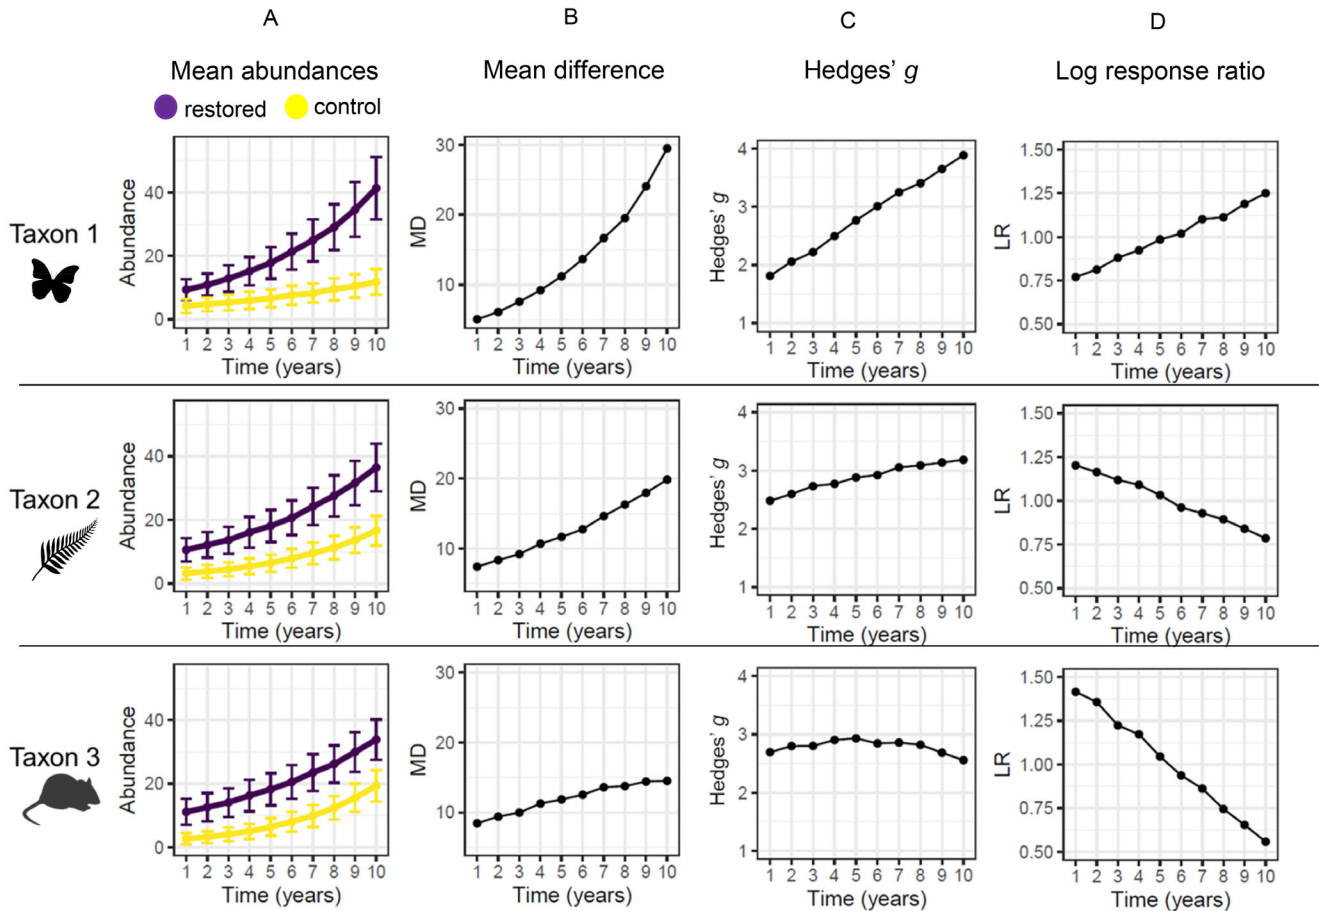 A B C D
Mean abundances Mean difference Hedges' g Log response ratio
restored control
Taxon 1
Abundance
40
20
0
1 2 3 4 5 6 7 8 9 10
Time (years)
MD
30
20
10
1 2 3 4 5 6 7 8 9 10
Time (years)
Hedges' g
4
3
2
1
1 2 3 4 5 6 7 8 9 10
Time (years)
LR
1.50
1.25
1.00
0.75
0.50
1 2 3 4 5 6 7 8 9 10
Time (years)
Taxon 2
Abundance
40
20
0
1 2 3 4 5 6 7 8 9 10
Time (years)
MD
30
20
10
1 2 3 4 5 6 7 8 9 10
Time (years)
Hedges' g
4
3
2
1
1 2 3 4 5 6 7 8 9 10
Time (years)
LR
1.50
1.25
1.00
0.75
0.50
1 2 3 4 5 6 7 8 9 10
Time (years)
Taxon 3
Abundance
40
20
0
1 2 3 4 5 6 7 8 9 10
Time (years)
MD
30
20
10
1 2 3 4 5 6 7 8 9 10
Time (years)
Hedges' g
4
3
2
1
1 2 3 4 5 6 7 8 9 10
Time (years)
LR
1.50
1.25
1.00
0.75
0.50
1 2 3 4 5 6 7 8 9 10
Time (years)